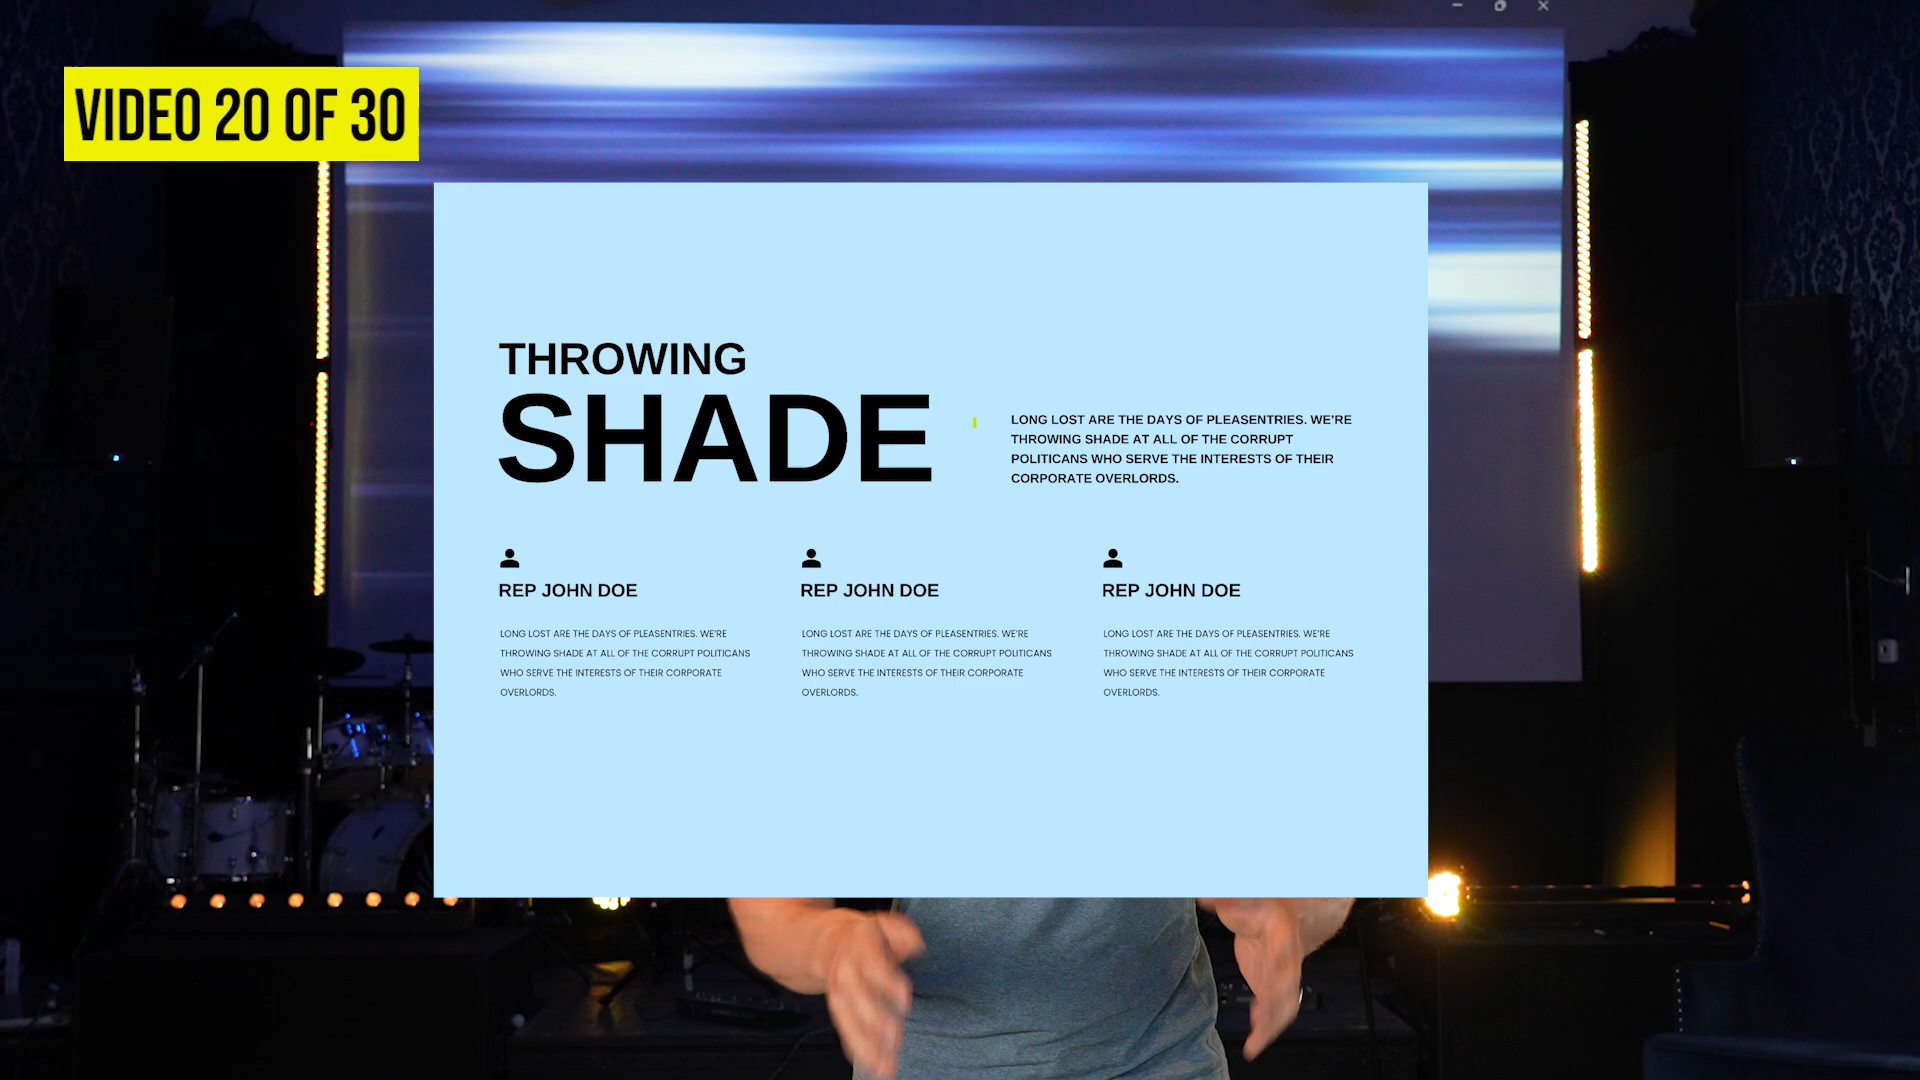 VIDEO 20 OF 30
THROWING
SHADE
LONG LOST ARE THE DAYS OF PLEASENTRIES. WE'RE
THROWING SHADE AT ALL OF THE CORRUPT
POLITICANS WHO SERVE THE INTERESTS OF THEIR
CORPORATE OVERLORDS.
REP JOHN DOE
LONG LOST ARE THE DAYS OF PLEASENTRIES. WE'RE
THROWING SHADE AT ALL OF THE CORRUPT POLITICANS
WHO SERVE THE INTERESTS OF THEIR CORPORATE
OVERLORDS.
REP JOHN DOE
LONG LOST ARE THE DAYS OF PLEASENTRIES. WE'RE
THROWING SHADE AT ALL OF THE CORRUPT POLITICANS
WHO SERVE THE INTERESTS OF THEIR CORPORATE
OVERLORDS.
REP JOHN DOE
LONG LOST ARE THE DAYS OF PLEASENTRIES. WE'RE
THROWING SHADE AT ALL OF THE CORRUPT POLITICANS
WHO SERVE THE INTERESTS OF THEIR CORPORATE
OVERLORDS.